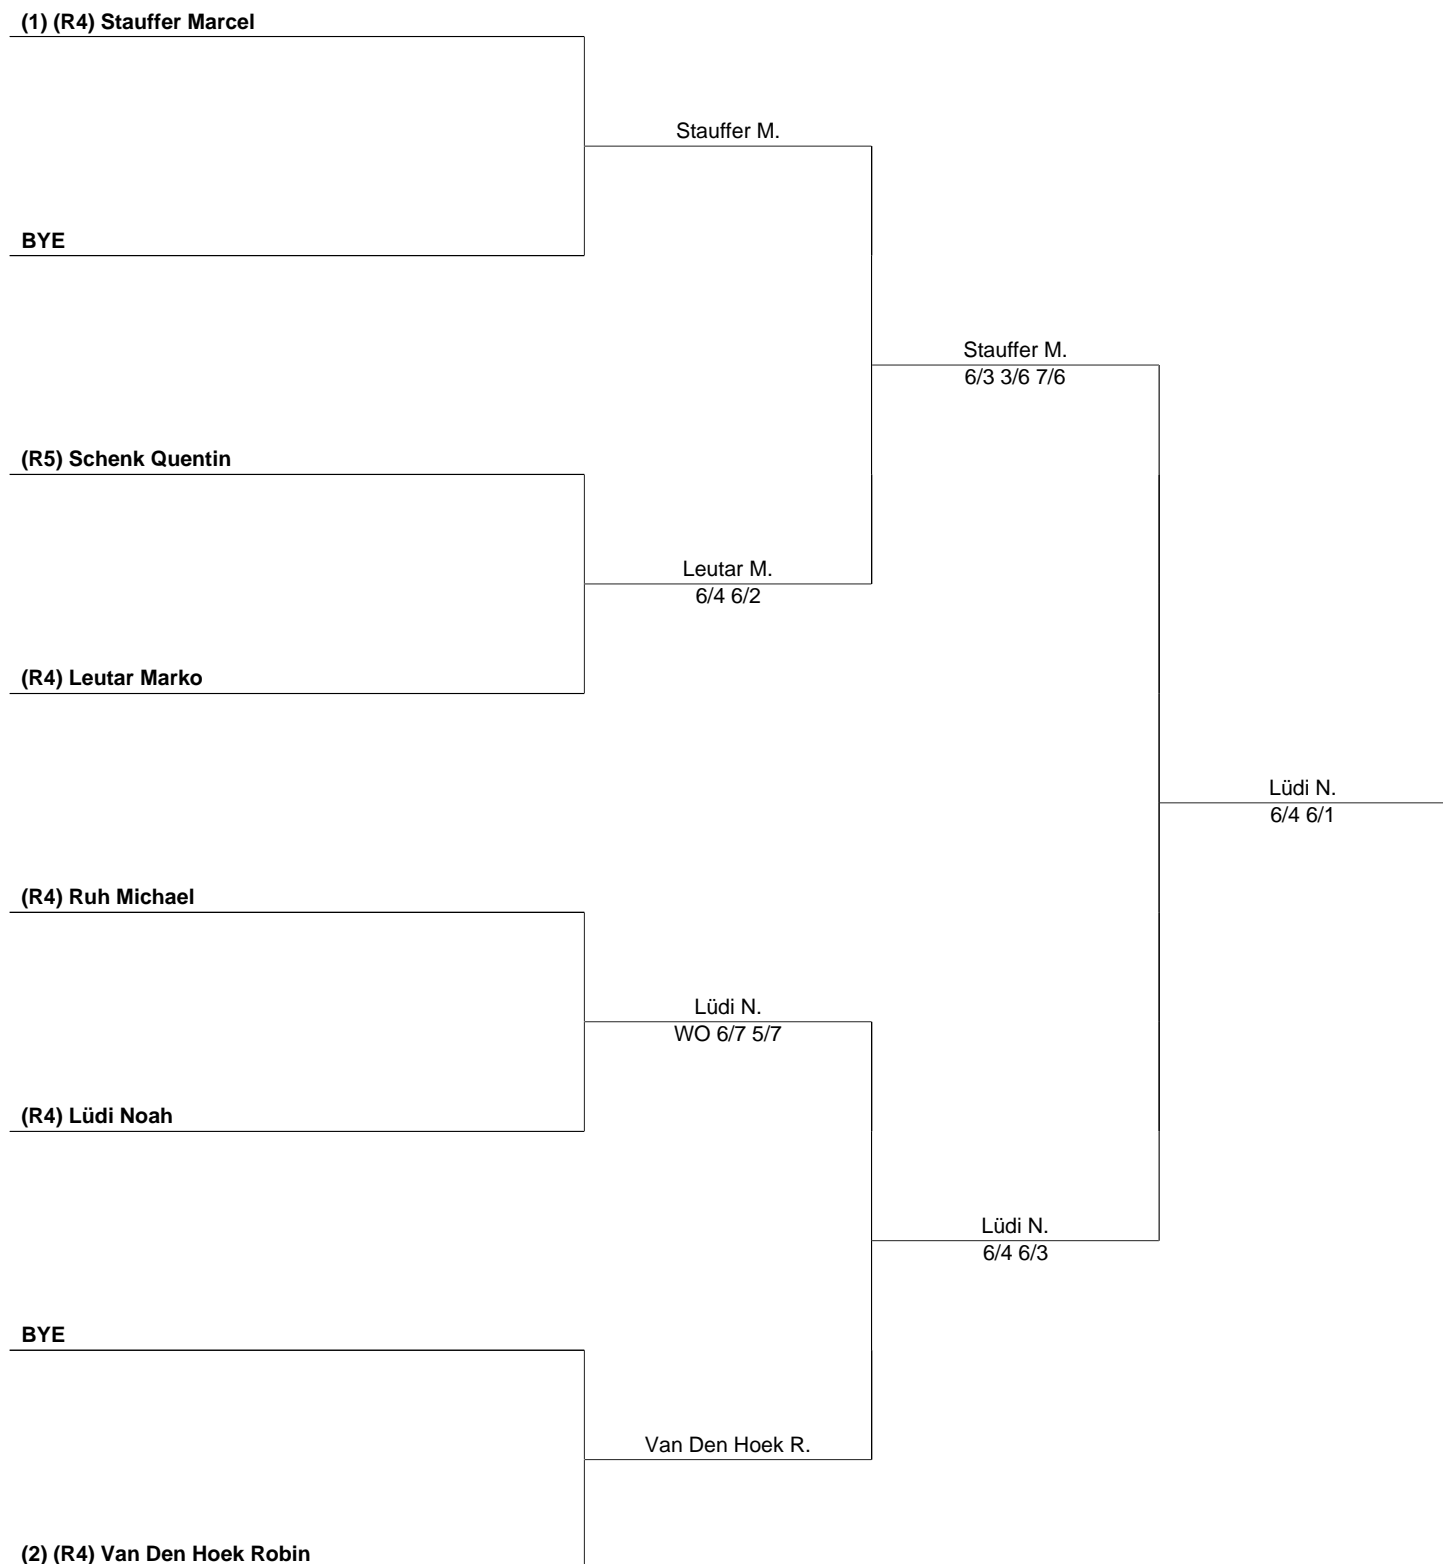 (1) (R4) Stauffer Marcel
Stauffer M.
BYE
Stauffer M.
6/3 3/6 7/6
(R5) Schenk Quentin
Leutar M.
6/4 6/2
(R4) Leutar Marko
Lüdi N.
6/4 6/1
(R4) Ruh Michael
Lüdi N.
WO 6/7 5/7
(R4) Lüdi Noah
Lüdi N.
6/4 6/3
BYE
Van Den Hoek R.
(2) (R4) Van Den Hoek Robin